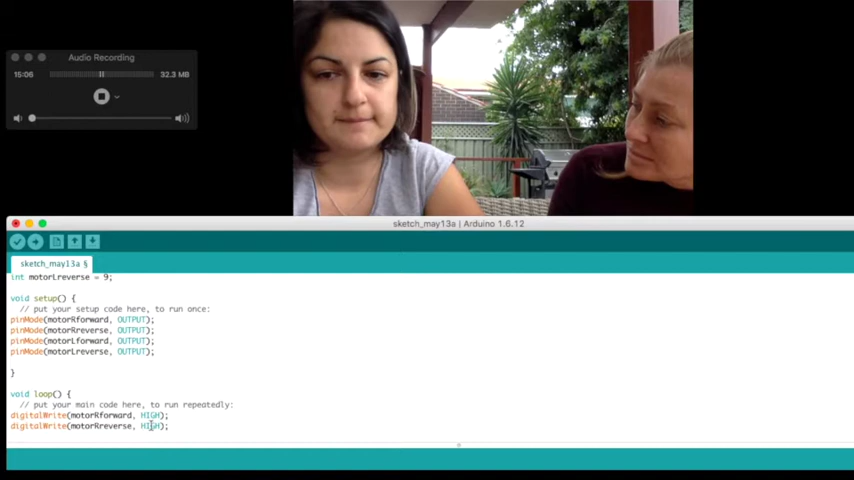 Audio Recording
15:06
32.3 MB
sketch_may13a | Arduino 1.6.12
sketch_may13a §
int motorLreverse = 9;
void setup() {
// put your setup code here, to run once:
pinMode(motorRforward, OUTPUT);
pinMode(motorRreverse, OUTPUT);
pinMode(motorLforward, OUTPUT);
pinMode(motorLreverse, OUTPUT);
}
void loop() {
// put your main code here, to run repeatedly:
digitalWrite(motorRforward, HIGH);
digitalWrite(motorRreverse, HIGH);